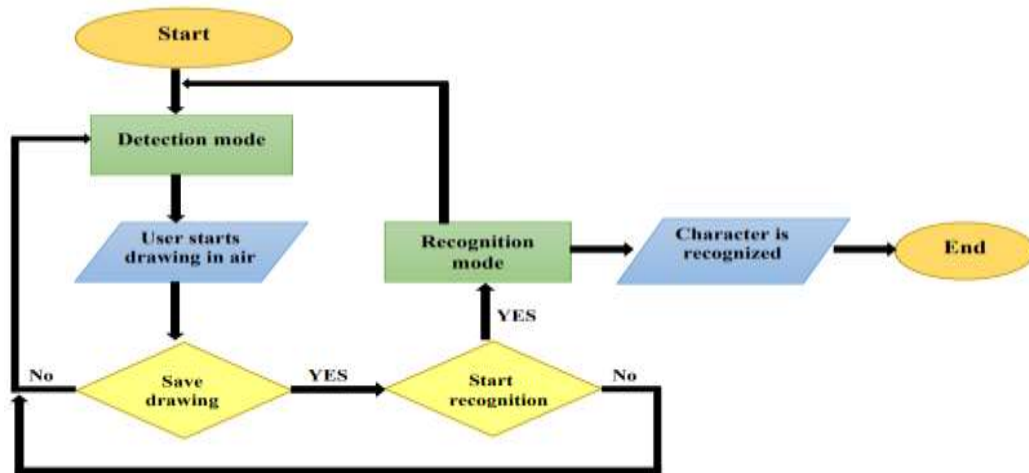 Start
Detection mode
User starts
drawing in air
Recognition
mode
Character is
recognized
End
YES
No
Save
drawing
YES
Start
recognition
No